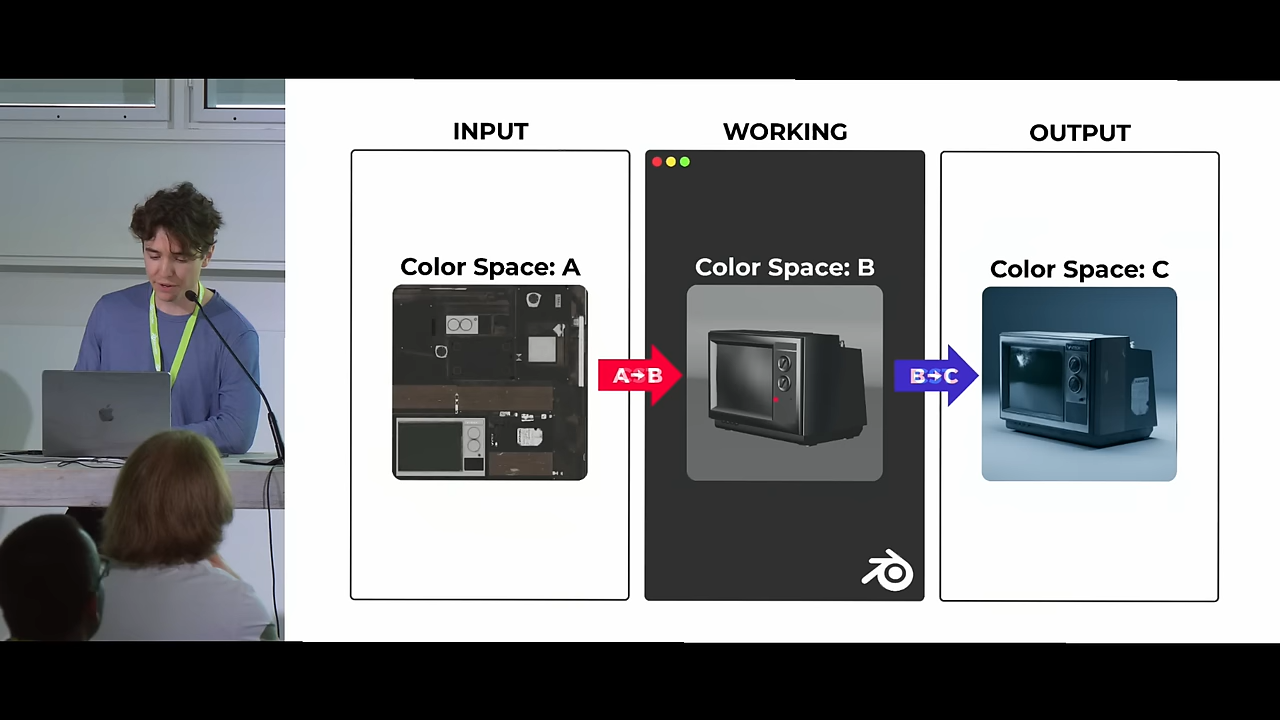 INPUT
WORKING
OUTPUT
Color Space: A
Color Space: B
Color Space: C
A→B
B→C